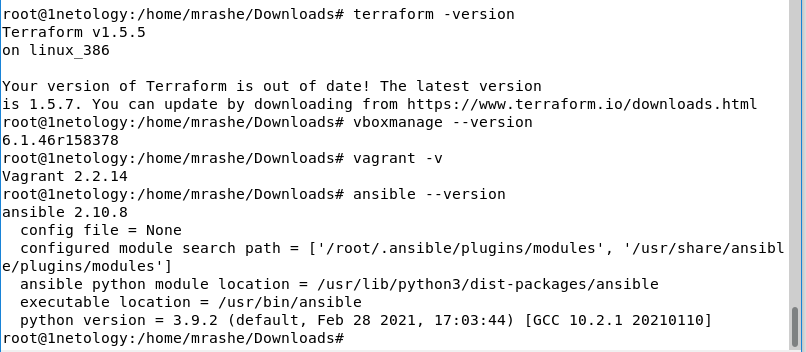 root@1netology:/home/mrashe/Downloads# terraform -version
Terraform v1.5.5
on linux_386

Your version of Terraform is out of date! The latest version
is 1.5.7. You can update by downloading from https://www.terraform.io/downloads.html
root@1netology:/home/mrashe/Downloads# vboxmanage --version
6.1.46r158378
root@1netology:/home/mrashe/Downloads# vagrant -v
Vagrant 2.2.14
root@1netology:/home/mrashe/Downloads# ansible --version
ansible 2.10.8
  config file = None
  configured module search path = ['/root/.ansible/plugins/modules', '/usr/share/ansibl
e/plugins/modules']
  ansible python module location = /usr/lib/python3/dist-packages/ansible
  executable location = /usr/bin/ansible
  python version = 3.9.2 (default, Feb 28 2021, 17:03:44) [GCC 10.2.1 20210110]
root@1netology:/home/mrashe/Downloads#